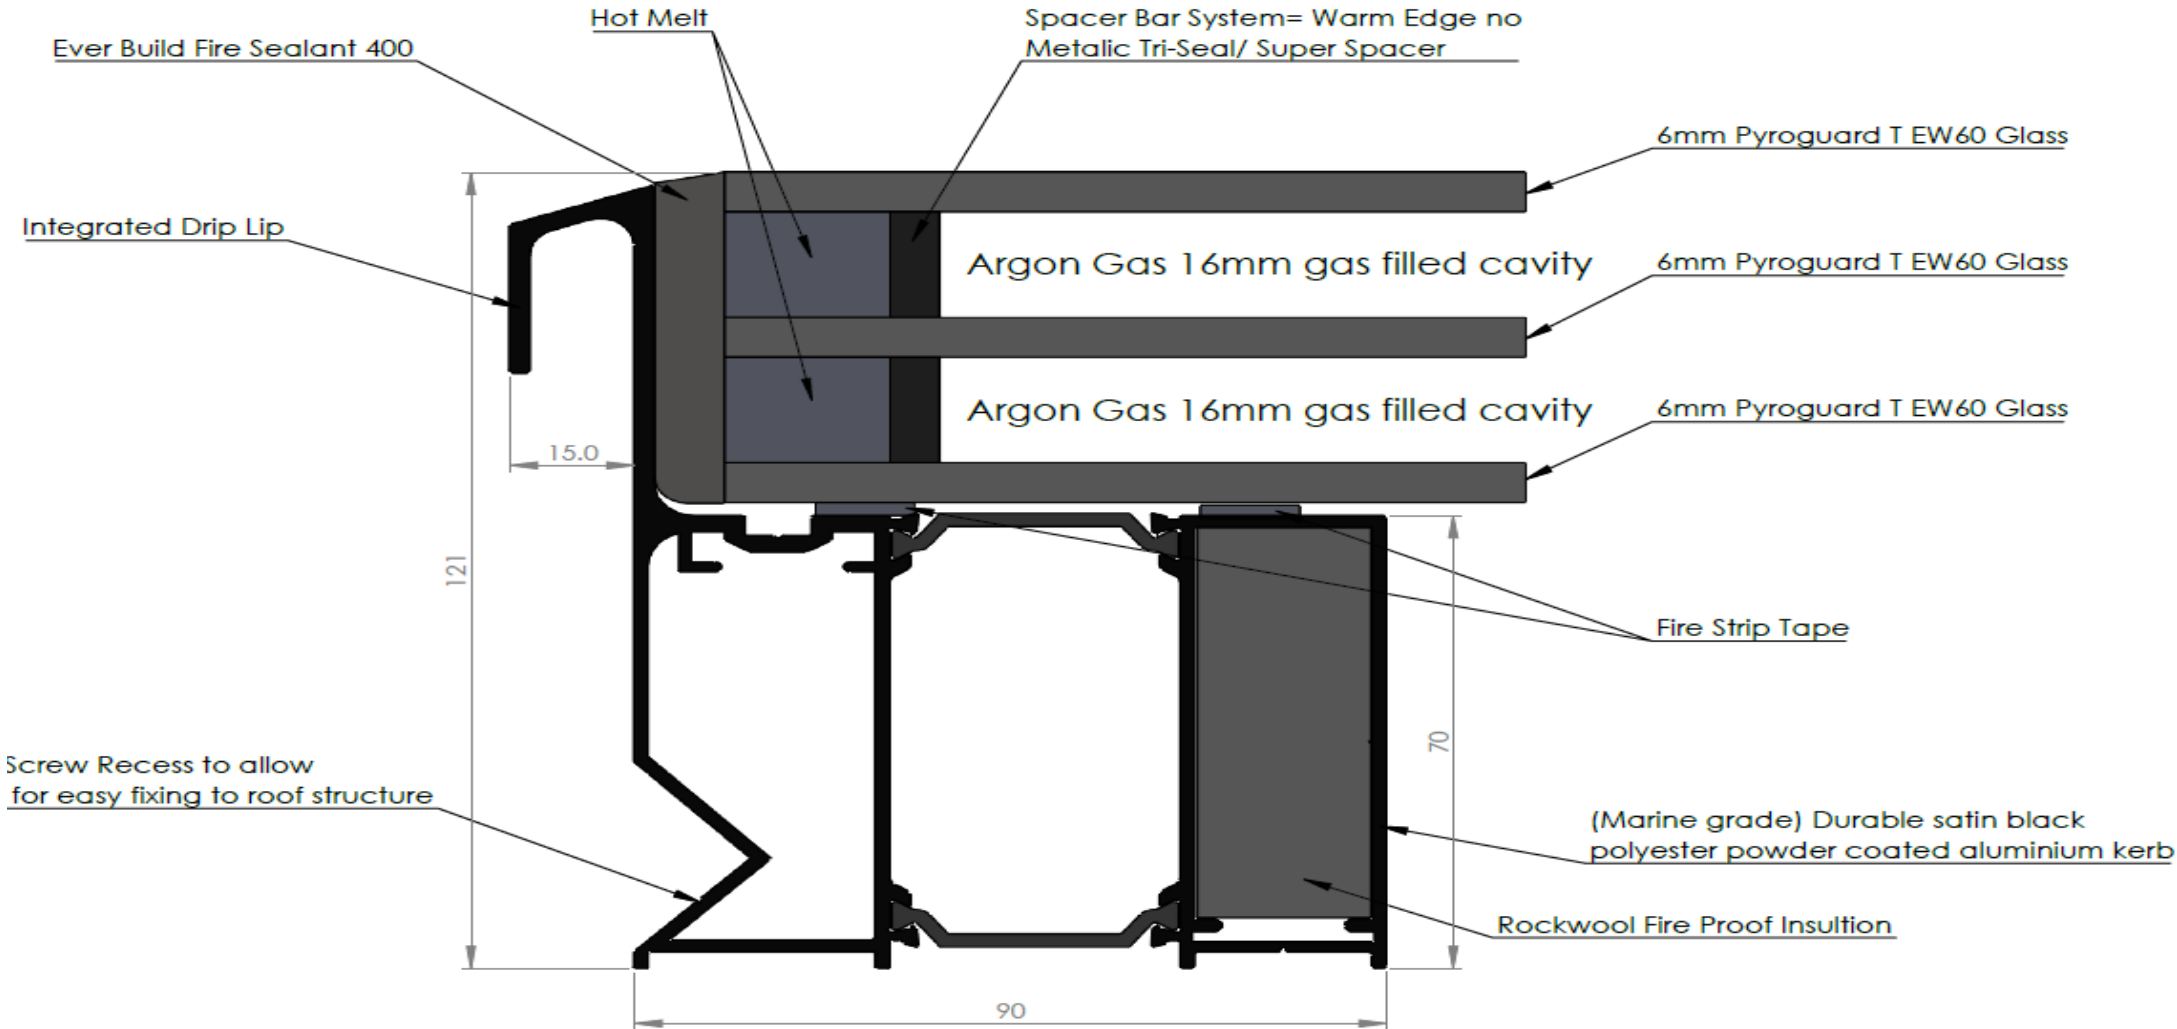 Hot Melt
Spacer Bar System= Warm Edge no
Metalic Tri-Seal/ Super Spacer
Ever Build Fire Sealant 400
6mm Pyroguard T EW60 Glass
Integrated Drip Lip
Argon Gas 16mm gas filled cavity
6mm Pyroguard T EW60 Glass
Argon Gas 16mm gas filled cavity
6mm Pyroguard T EW60 Glass
15.0
121
Fire Strip Tape
70
Screw Recess to allow
for easy fixing to roof structure
(Marine grade) Durable satin black
polyester powder coated aluminium kerb
Rockwool Fire Proof Insultion
90